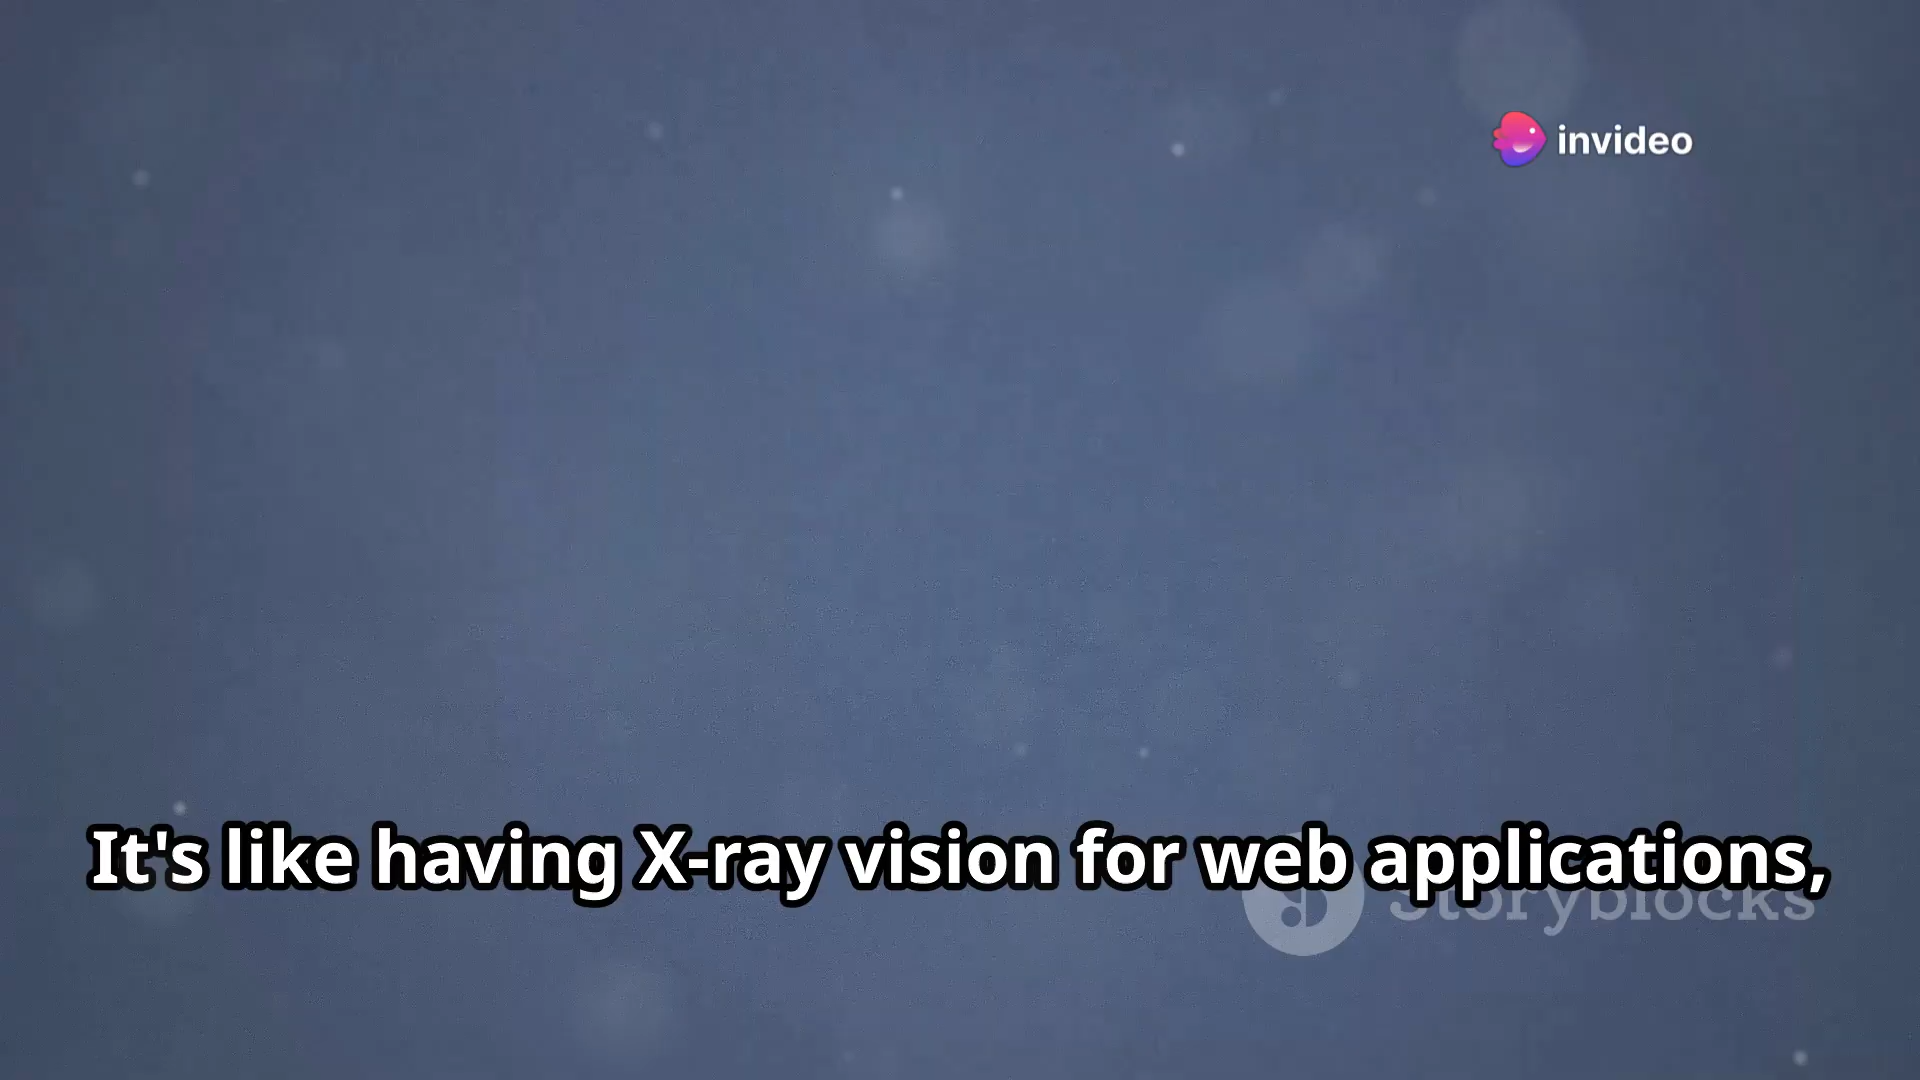 invideo
It's like having X-ray vision for web applications,
Storyblocks